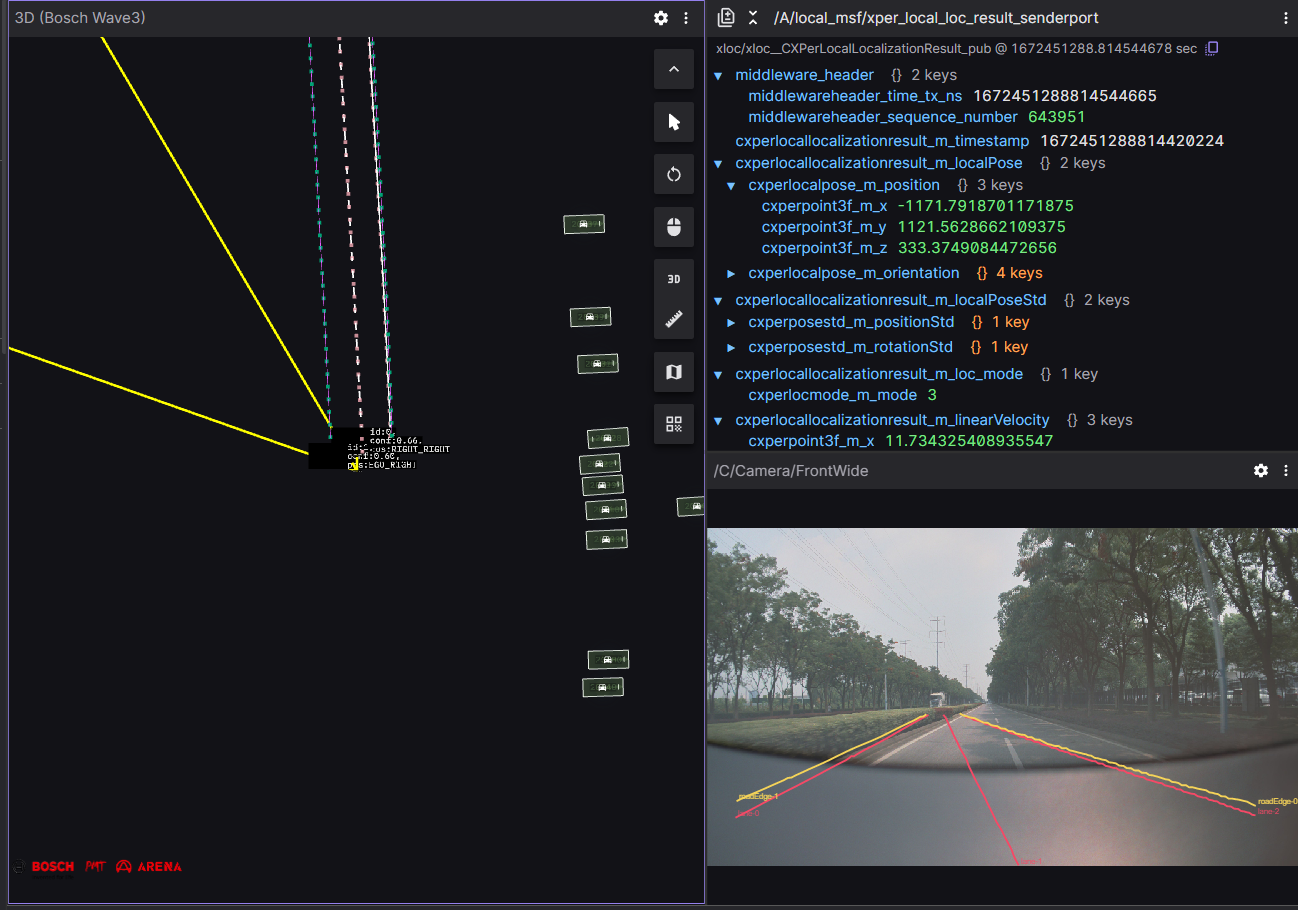 3D (Bosch Wave3)
3D
id:0,
conf:0.66,
pos:RIGHT_RIGHT
conf:0.60,
pos:EGO_RIGHT
BOSCH
ARENA
/A/local_msf/xper_local_loc_result_senderport
xloc/xloc__CXPerLocalLocalizationResult_pub @ 1672451288.814544678 sec
middleware_header {} 2 keys
middlewareheader_time_tx_ns 1672451288814544665
middlewareheader_sequence_number 643951
cxperlocallocalizationresult_m_timestamp 1672451288814420224
cxperlocallocalizationresult_m_localPose {} 2 keys
cxperlocalpose_m_position {} 3 keys
cxperpoint3f_m_x -1171.7918701171875
cxperpoint3f_m_y 1121.5628662109375
cxperpoint3f_m_z 333.3749084472656
cxperlocalpose_m_orientation {} 4 keys
cxperlocallocalizationresult_m_localPoseStd {} 2 keys
cxperposestd_m_positionStd {} 1 key
cxperposestd_m_rotationStd {} 1 key
cxperlocallocalizationresult_m_loc_mode {} 1 key
cxperlocmode_m_mode 3
cxperlocallocalizationresult_m_linearVelocity {} 3 keys
cxperpoint3f_m_x 11.734325408935547
/C/Camera/FrontWide
roadEdge-1
lane-0
roadEdge-0
lane-2
lane-1